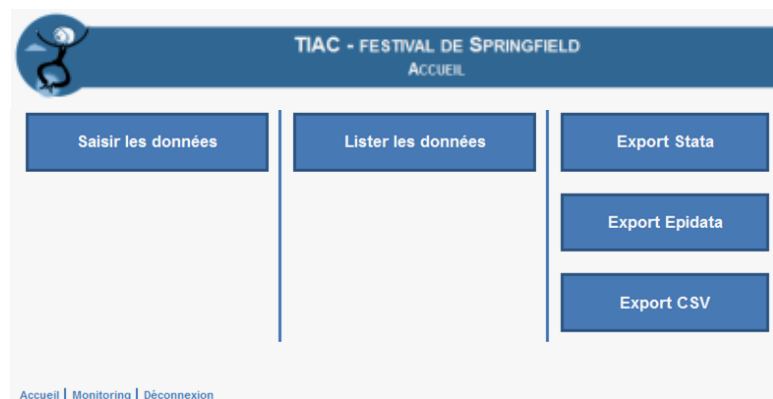 TIAC - FESTIVAL DE SPRINGFIELD
ACCUEIL
Saisir les données
Lister les données
Export Stata
Export Epidata
Export CSV
Accueil | Monitoring | Déconnexion